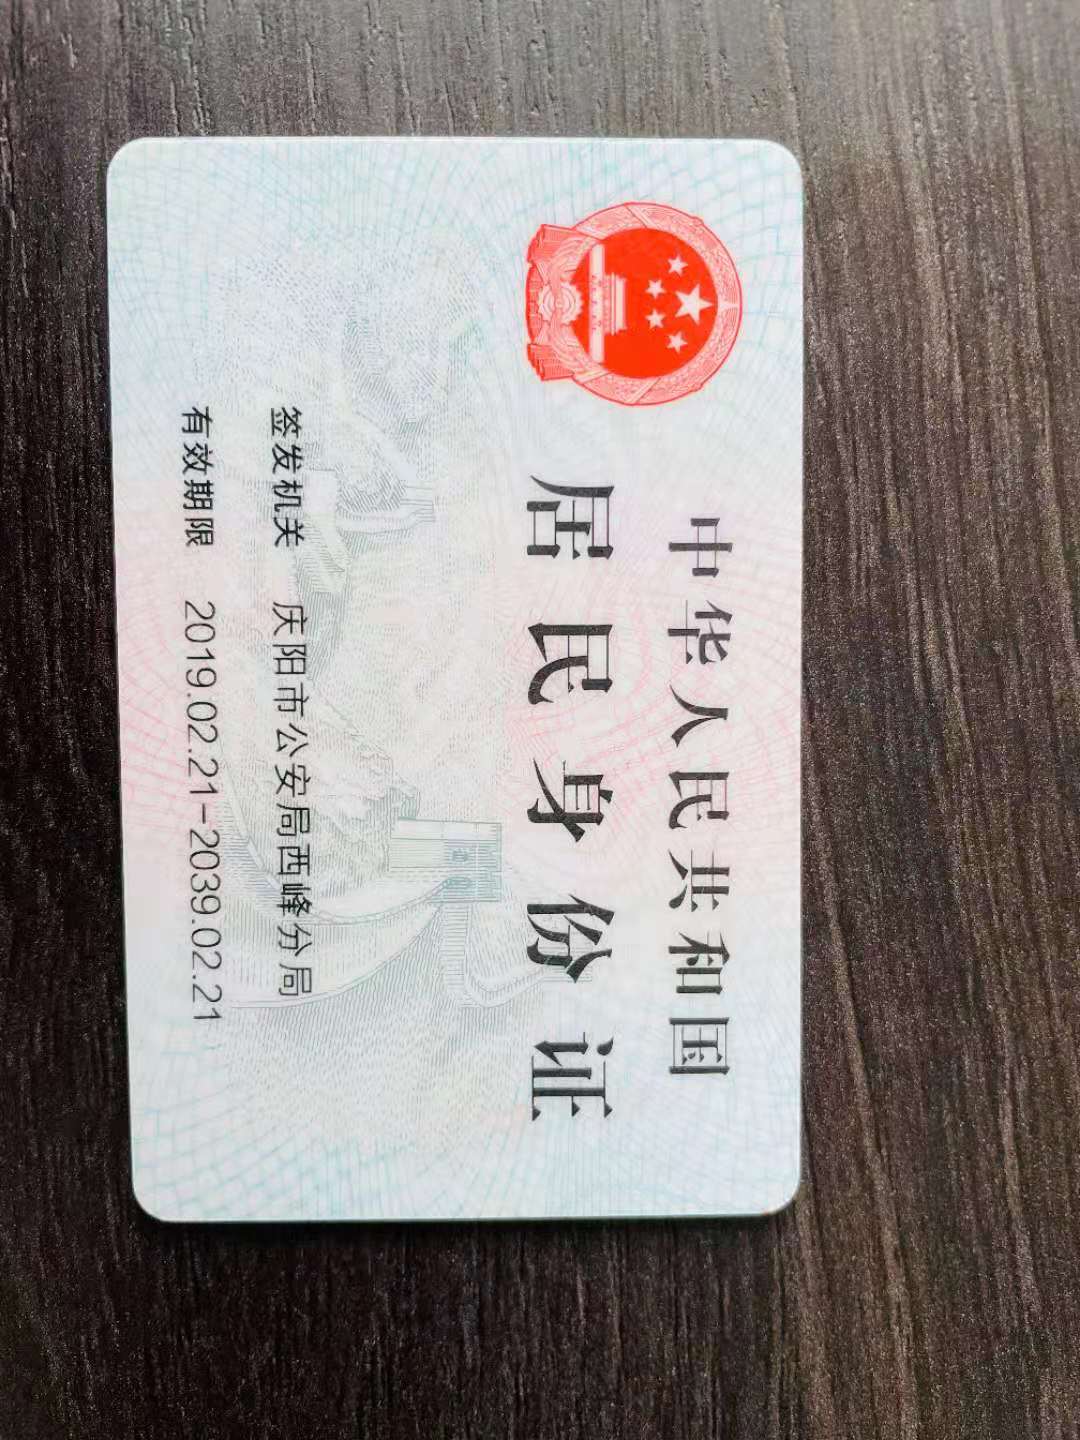 中华人民共和国
居民身份证
签发机关 庆阳市公安局西峰分局
有效期限 2019.02.21-2039.02.21